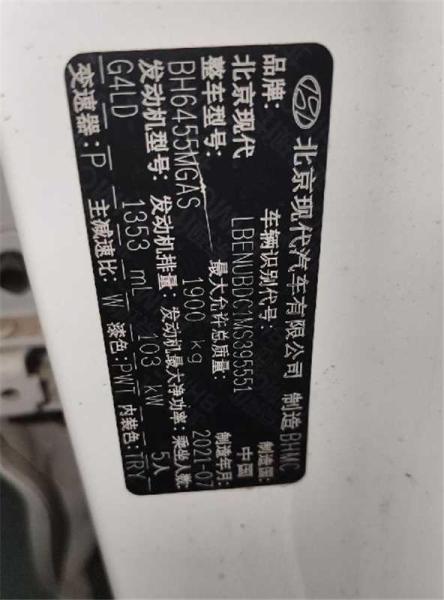 北京现代汽车有限公司 制造 BHMC
品牌: 车辆识别代号: 制造国:
北京现代 LBENUBDC1MS395551 中国
整车型号: 最大允许总质量: 制造年月:
BH6455MGAS 1900 kg 2021-07
发动机型号: 发动机排量: 发动机最大净功率: 乘坐人数:
G4LD 1353 mL 103 kW 5人
变速器: P 主减速比: W 漆色:PWT 内装色:TRY